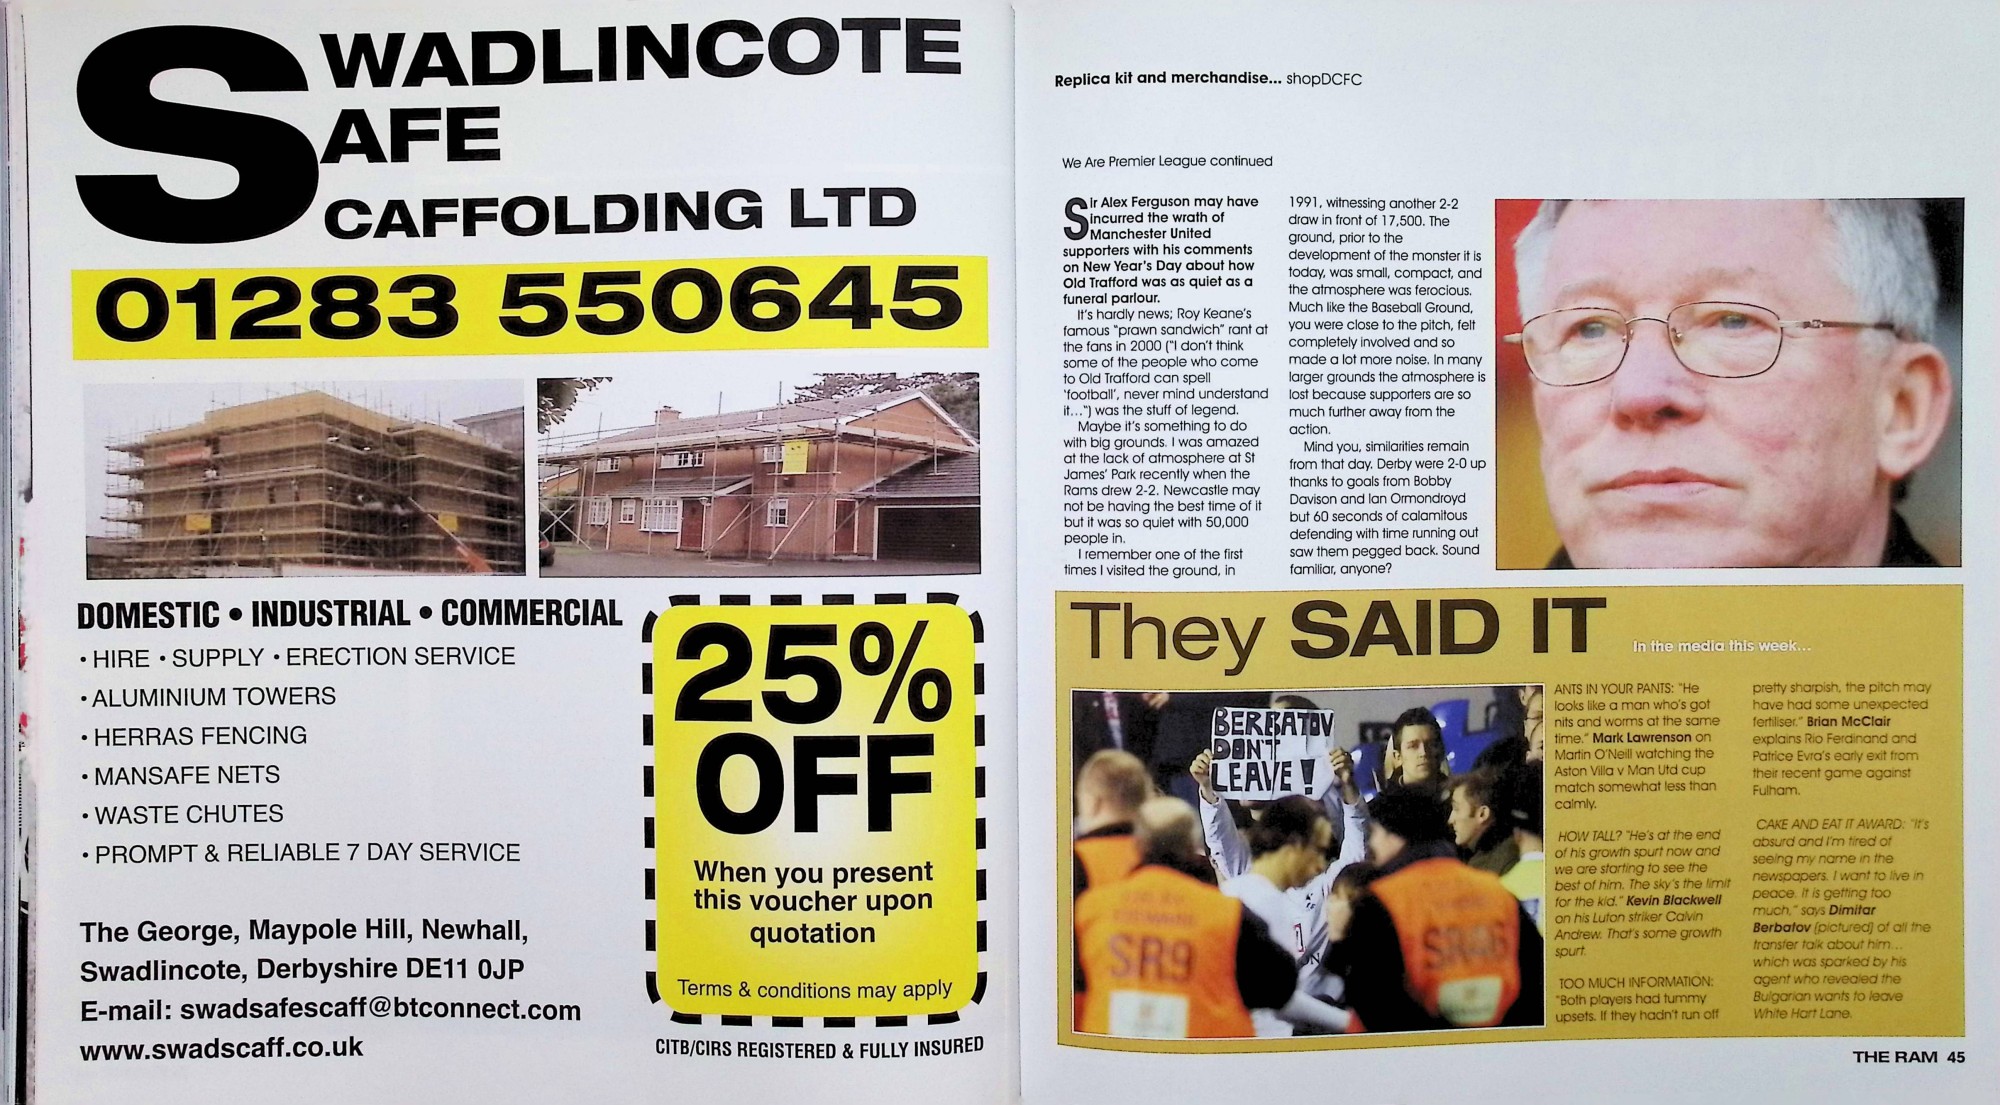 SWADLINCOTE
SAFE
SCAFFOLDING LTD
01283 550645
DOMESTIC • INDUSTRIAL • COMMERCIAL
• HIRE • SUPPLY • ERECTION SERVICE
• ALUMINIUM TOWERS
• HERRAS FENCING
• MANSAFE NETS
• WASTE CHUTES
• PROMPT & RELIABLE 7 DAY SERVICE
The George, Maypole Hill, Newhall,
Swadlincote, Derbyshire DE11 0JP
E-mail: swadsafescaff@btconnect.com
www.swadscaff.co.uk
25%
OFF
When you present
this voucher upon
quotation
Terms & conditions may apply
CITB/CIRS REGISTERED & FULLY INSURED
Replica kit and merchandise... shopDCFC
We Are Premier League continued
Sir Alex Ferguson may have
incurred the wrath of
Manchester United
supporters with his comments
on New Year's Day about how
Old Trafford was as quiet as a
funeral parlour.
It's hardly news; Roy Keane's
famous "prawn sandwich" rant at
the fans in 2000 ("I don't think
some of the people who come
to Old Trafford can spell
'football', never mind understand
it...") was the stuff of legend.
Maybe it's something to do
with big grounds. I was amazed
at the lack of atmosphere at St
James' Park recently when the
Rams drew 2-2. Newcastle may
not be having the best time of it
but it was so quiet with 50,000
people in.
I remember one of the first
times I visited the ground, in
1991, witnessing another 2-2
draw in front of 17,500. The
ground, prior to the
development of the monster it is
today, was small, compact, and
the atmosphere was ferocious.
Much like the Baseball Ground,
you were close to the pitch, felt
completely involved and so
made a lot more noise. In many
larger grounds the atmosphere is
lost because supporters are so
much further away from the
action.
Mind you, similarities remain
from that day. Derby were 2-0 up
thanks to goals from Bobby
Davison and Ian Ormondroyd
but 60 seconds of calamitous
defending with time running out
saw them pegged back. Sound
familiar, anyone?
They SAID IT
In the media this week...
BERBATOV
DON'T
LEAVE!
SR9
SR46
ANTS IN YOUR PANTS: "He
looks like a man who's got
nits and worms at the same
time." Mark Lawrenson on
Martin O'Neill watching the
Aston Villa v Man Utd cup
match somewhat less than
calmly.
HOW TALL? "He's at the end
of his growth spurt now and
we are starting to see the
best of him. The sky's the limit
for the kid." Kevin Blackwell
on his Luton striker Calvin
Andrew. That's some growth
spurt.
TOO MUCH INFORMATION:
"Both players had tummy
upsets. If they hadn't run off
pretty sharpish, the pitch may
have had some unexpected
fertiliser." Brian McClair
explains Rio Ferdinand and
Patrice Evra's early exit from
their recent game against
Fulham.
CAKE AND EAT IT AWARD: "It's
absurd and I'm tired of
seeing my name in the
newspapers. I want to live in
peace. It is getting too
much," says Dimitar
Berbatov (pictured) of all the
transfer talk about him...
which was sparked by his
agent who revealed the
Bulgarian wants to leave
White Hart Lane.
THE RAM 45